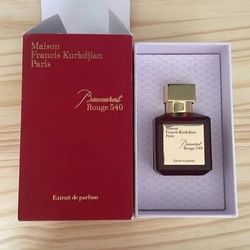 Maison
Francis Kurkdjian
Paris
Baccarat
Rouge 540
Extrait de parfum
Maison
Francis Kurkdjian
Paris
Baccarat
Rouge 540
Extrait de parfum